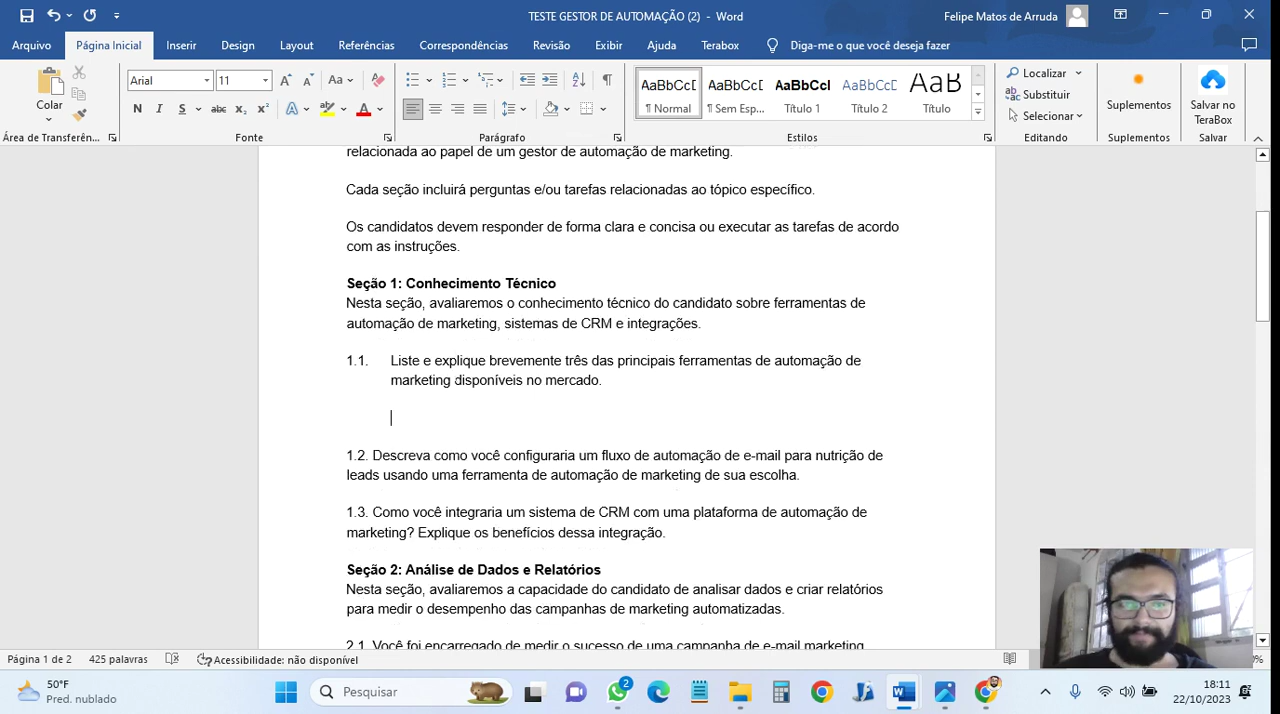 TESTE GESTOR DE AUTOMAÇÃO (2) - Word
Felipe Matos de Arruda
Arquivo Página Inicial Inserir Design Layout Referências Correspondências Revisão Exibir Ajuda Terabox Diga-me o que você deseja fazer
Colar
Área de Transferên...
Arial 11
Aa
N I S abc x₂ x² A A
Fonte
Parágrafo
AaBbCcD AaBbCcD AaBbCcI AaBbCcD AaB
¶ Normal ¶ Sem Esp... Título 1 Título 2 Título
Estilos
Localizar
Substituir
Selecionar
Editando
Suplementos
Suplementos
Salvar no TeraBox
Salvar
relacionada ao papel de um gestor de automação de marketing.
Cada seção incluirá perguntas e/ou tarefas relacionadas ao tópico específico.
Os candidatos devem responder de forma clara e concisa ou executar as tarefas de acordo
com as instruções.
Seção 1: Conhecimento Técnico
Nesta seção, avaliaremos o conhecimento técnico do candidato sobre ferramentas de
automação de marketing, sistemas de CRM e integrações.
1.1. Liste e explique brevemente três das principais ferramentas de automação de
marketing disponíveis no mercado.
1.2. Descreva como você configuraria um fluxo de automação de e-mail para nutrição de
leads usando uma ferramenta de automação de marketing de sua escolha.
1.3. Como você integraria um sistema de CRM com uma plataforma de automação de
marketing? Explique os benefícios dessa integração.
Seção 2: Análise de Dados e Relatórios
Nesta seção, avaliaremos a capacidade do candidato de analisar dados e criar relatórios
para medir o desempenho das campanhas de marketing automatizadas.
2.1. Você foi encarregado de medir o sucesso de uma campanha de e-mail marketing
Página 1 de 2 425 palavras Acessibilidade: não disponível
50°F
Pred. nublado
Pesquisar
2
18:11
22/10/2023